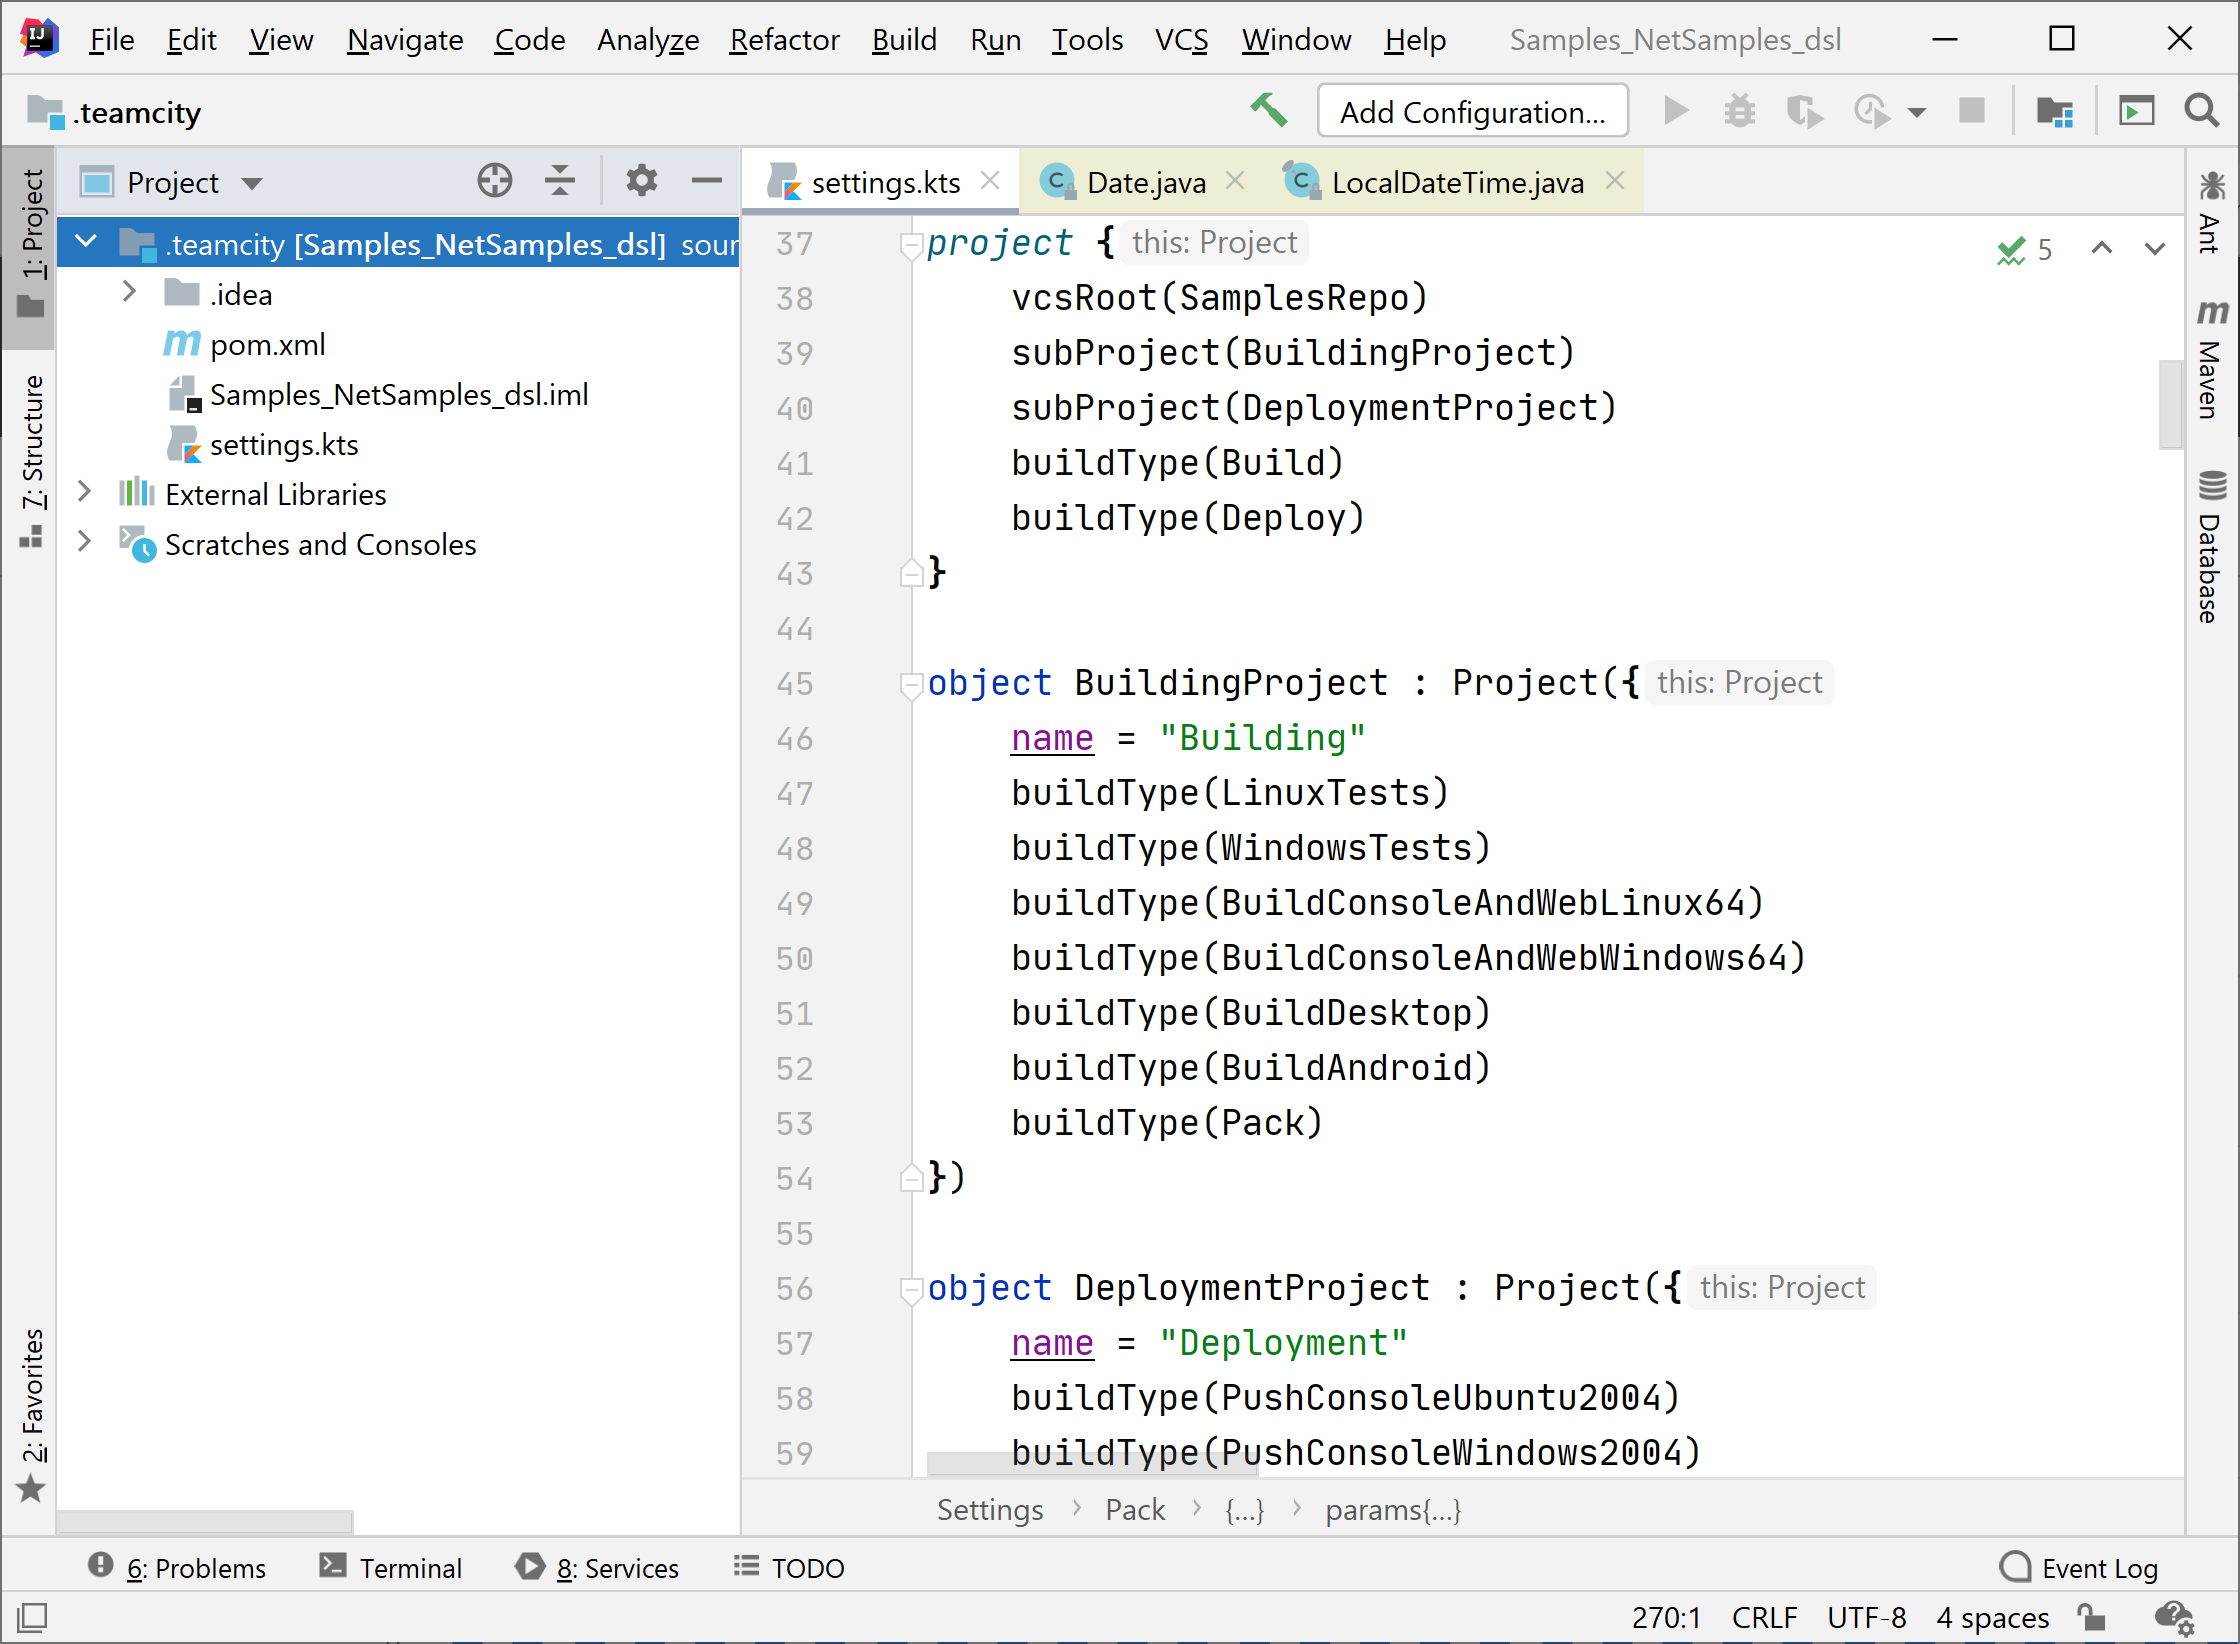 File Edit View Navigate Code Analyze Refactor Build Run Tools VCS Window Help Samples_NetSamples_dsl
.teamcity Add Configuration...
Project
settings.kts Date.java LocalDateTime.java
1: Project
7: Structure
2: Favorites
.teamcity [Samples_NetSamples_dsl] sour
.idea
pom.xml
Samples_NetSamples_dsl.iml
settings.kts
External Libraries
Scratches and Consoles
37 project { this: Project
38 vcsRoot(SamplesRepo)
39 subProject(BuildingProject)
40 subProject(DeploymentProject)
41 buildType(Build)
42 buildType(Deploy)
43 }
44
45 object BuildingProject : Project({ this: Project
46 name = "Building"
47 buildType(LinuxTests)
48 buildType(WindowsTests)
49 buildType(BuildConsoleAndWebLinux64)
50 buildType(BuildConsoleAndWebWindows64)
51 buildType(BuildDesktop)
52 buildType(BuildAndroid)
53 buildType(Pack)
54 })
55
56 object DeploymentProject : Project({ this: Project
57 name = "Deployment"
58 buildType(PushConsoleUbuntu2004)
59 buildType(PushConsoleWindows2004)
5
Ant
Maven
Database
Settings › Pack › {...} › params{...}
6: Problems Terminal 8: Services TODO Event Log
270:1 CRLF UTF-8 4 spaces